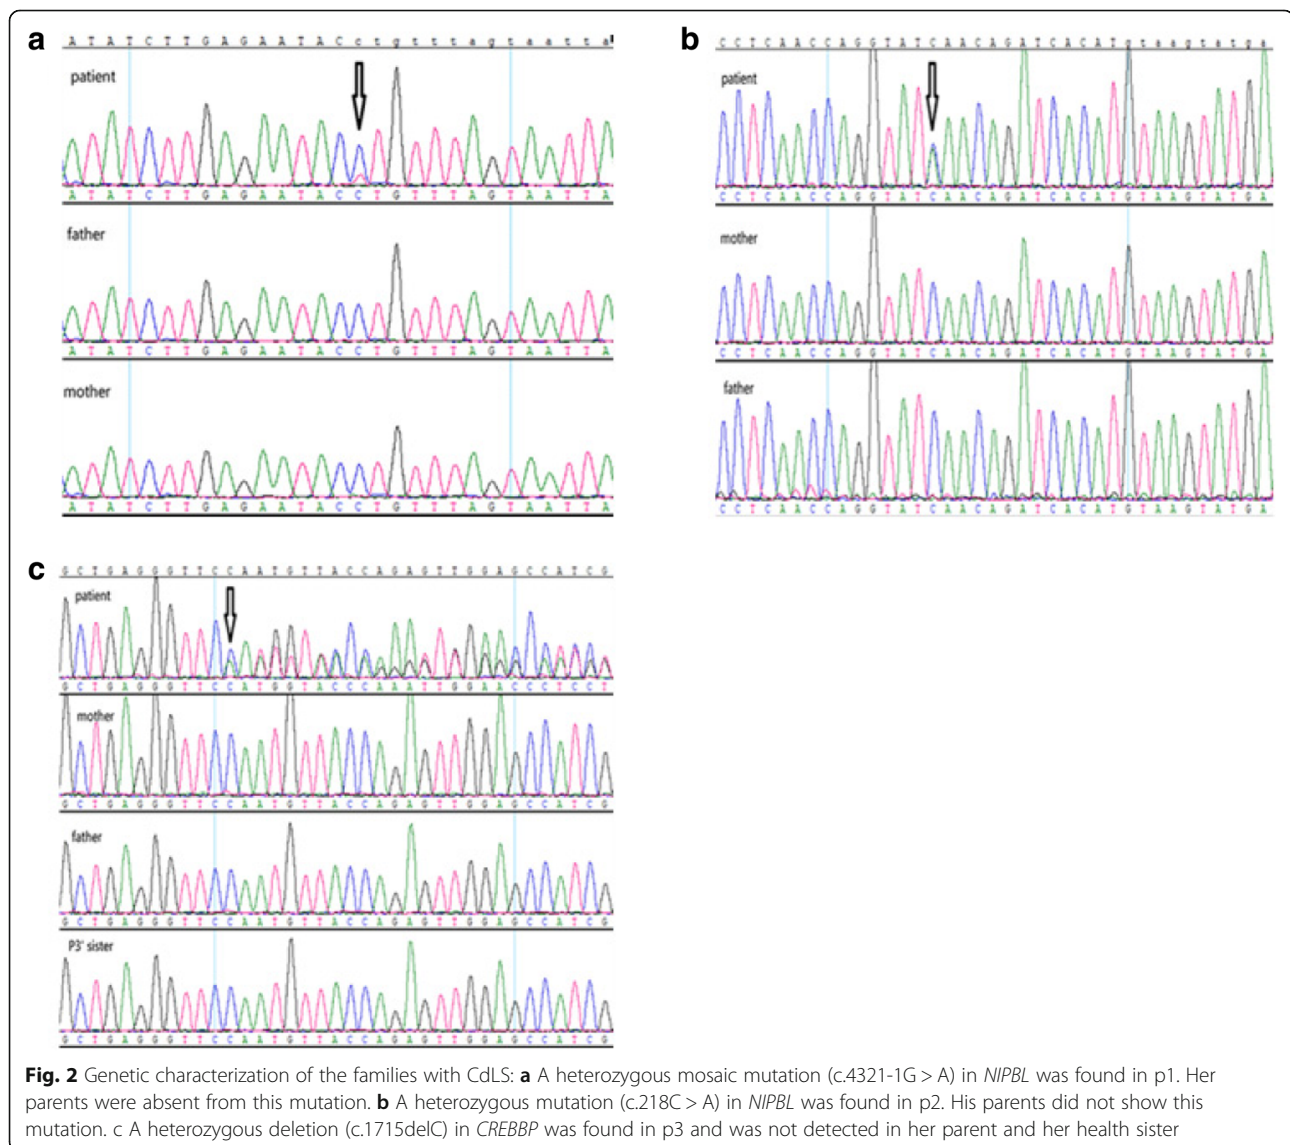 a
A T A T C T T G A G A A T A C c t g t t t a g t a a t t a
patient
A T A T C T T G A G A A T A C C T G T T T A G T A A T T A
father
A T A T C T T G A G A A T A C C T G T T T A G T A A T T A
mother
A T A T C T T G A G A A T A C C T G T T T A G T A A T T A
b
C C T C A A C C A G G T A T C A A C A G A T C A C A T g t a a g t a t g a
patient
C C T C A A C C A G G T A T C A A C A G A T C A C A T G T A A G T A T G A
mother
C C T C A A C C A G G T A T C A A C A G A T C A C A T G T A A G T A T G A
father
C C T C A A C C A G G T A T C A A C A G A T C A C A T G T A A G T A T G A
c
G C T G A G G G T T C C A A T G T T A C C A G A G T T G G A G C C A T C G
patient
G C T G A G G G T T C C A T G G T A C C C A A A T T G G A A C C C T C C T
mother
G C T G A G G G T T C C A A T G T T A C C A G A G T T G G A G C C A T C G
father
G C T G A G G G T T C C A A T G T T A C C A G A G T T G G A G C C A T C G
P3' sister
G C T G A G G G T T C C A A T G T T A C C A G A G T T G G A G C C A T C G
Fig. 2 Genetic characterization of the families with CdLS: a A heterozygous mosaic mutation (c.4321-1G > A) in NIPBL was found in p1. Her
parents were absent from this mutation. b A heterozygous mutation (c.218C > A) in NIPBL was found in p2. His parents did not show this
mutation. c A heterozygous deletion (c.1715delC) in CREBBP was found in p3 and was not detected in her parent and her health sister